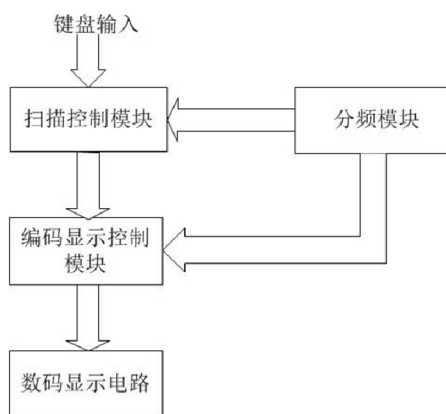 键盘输入
扫描控制模块
分频模块
编码显示控制
模块
数码显示电路